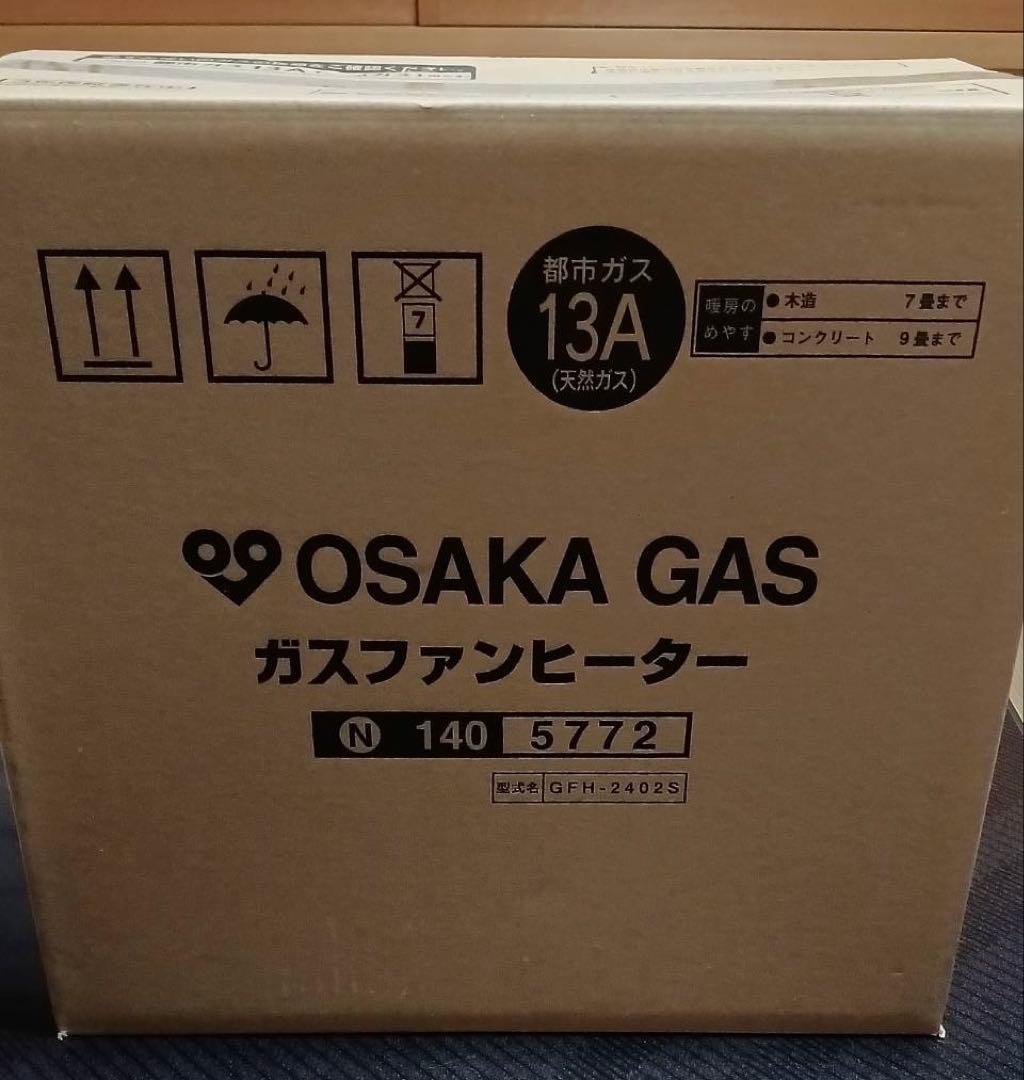 都市ガス
13A
(天然ガス)
暖房の
めやす
●木造 7畳まで
●コンクリート 9畳まで
7
OSAKA GAS
ガスファンヒーター
N 140 5772
型式名 GFH-2402S